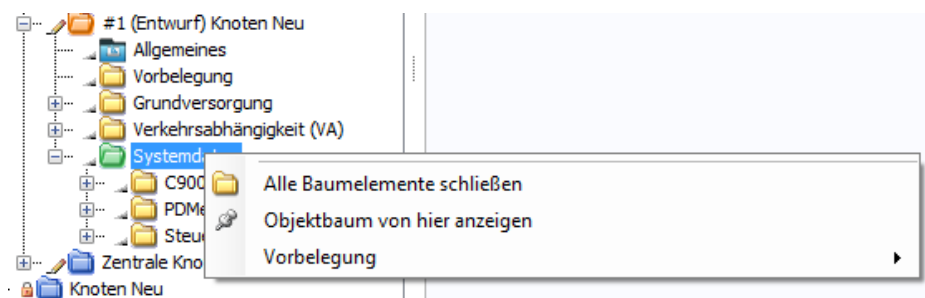 #1 (Entwurf) Knoten Neu
Allgemeines
Vorbelegung
Grundversorgung
Verkehrsabhängigkeit (VA)
Alle Baumelemente schließen
Objektbaum von hier anzeigen
Vorbelegung
Zentrale
Knoten Neu